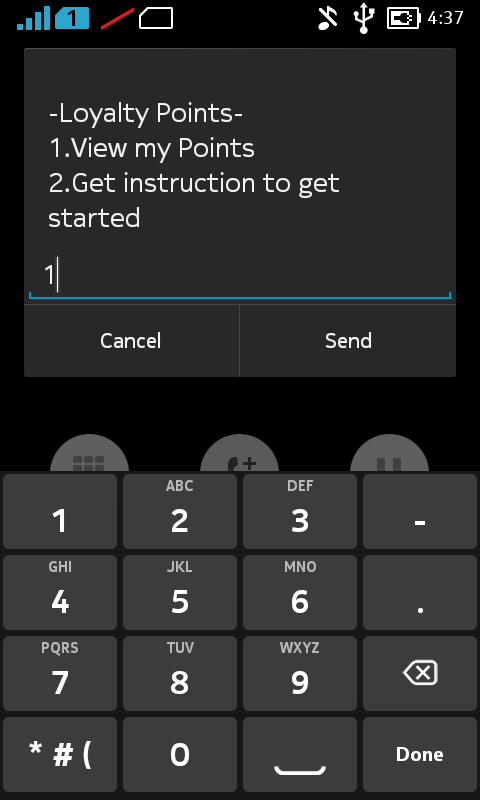 1 4:37
-Loyalty Points-
1.View my Points
2.Get instruction to get
started
1
Cancel Send
ABC DEF
1 2 3 -
GHI JKL MNO
4 5 6 .
PQRS TUV WXYZ
7 8 9
* # ( 0 Done